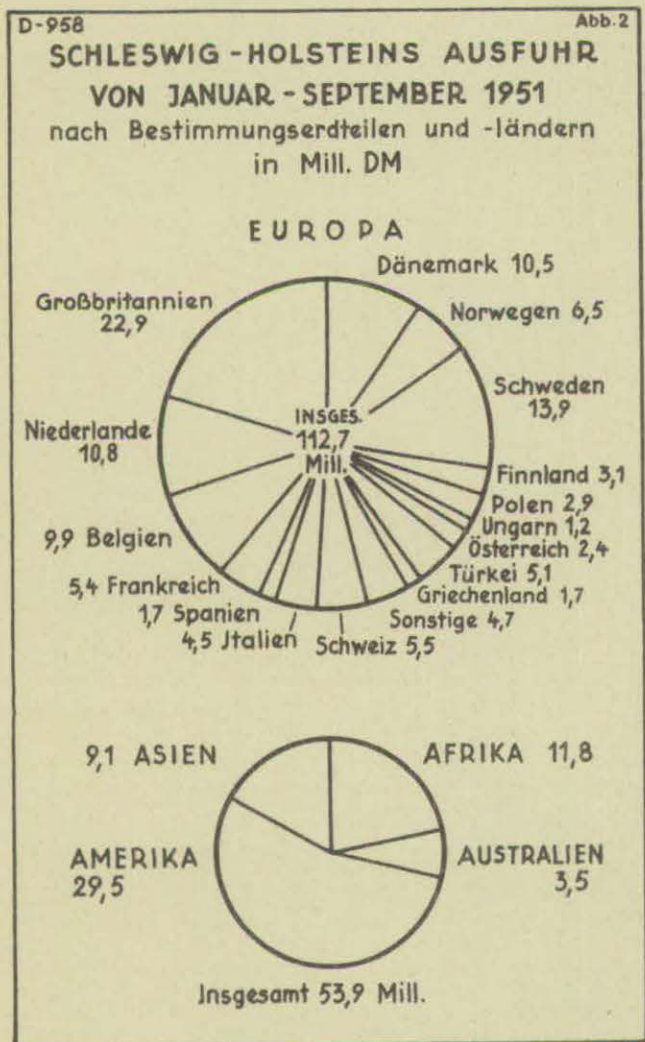 D-958
Abb.2
SCHLESWIG-HOLSTEINS AUSFUHR
VON JANUAR-SEPTEMBER 1951
nach Bestimmungserdteilen und -ländern
in Mill. DM
EUROPA
Dänemark 10,5
Norwegen 6,5
Schweden
13,9
Finnland 3,1
Polen 2,9
Ungarn 1,2
Österreich 2,4
Türkei 5,1
Griechenland 1,7
Sonstige 4,7
Schweiz 5,5
4,5 Jtalien
1,7 Spanien
5,4 Frankreich
9,9 Belgien
Niederlande
10,8
Großbritannien
22,9
INSGES.
112,7
Mill.
9,1 ASIEN
AFRIKA 11,8
AMERIKA
29,5
AUSTRALIEN
3,5
Jnsgesamt 53,9 Mill.